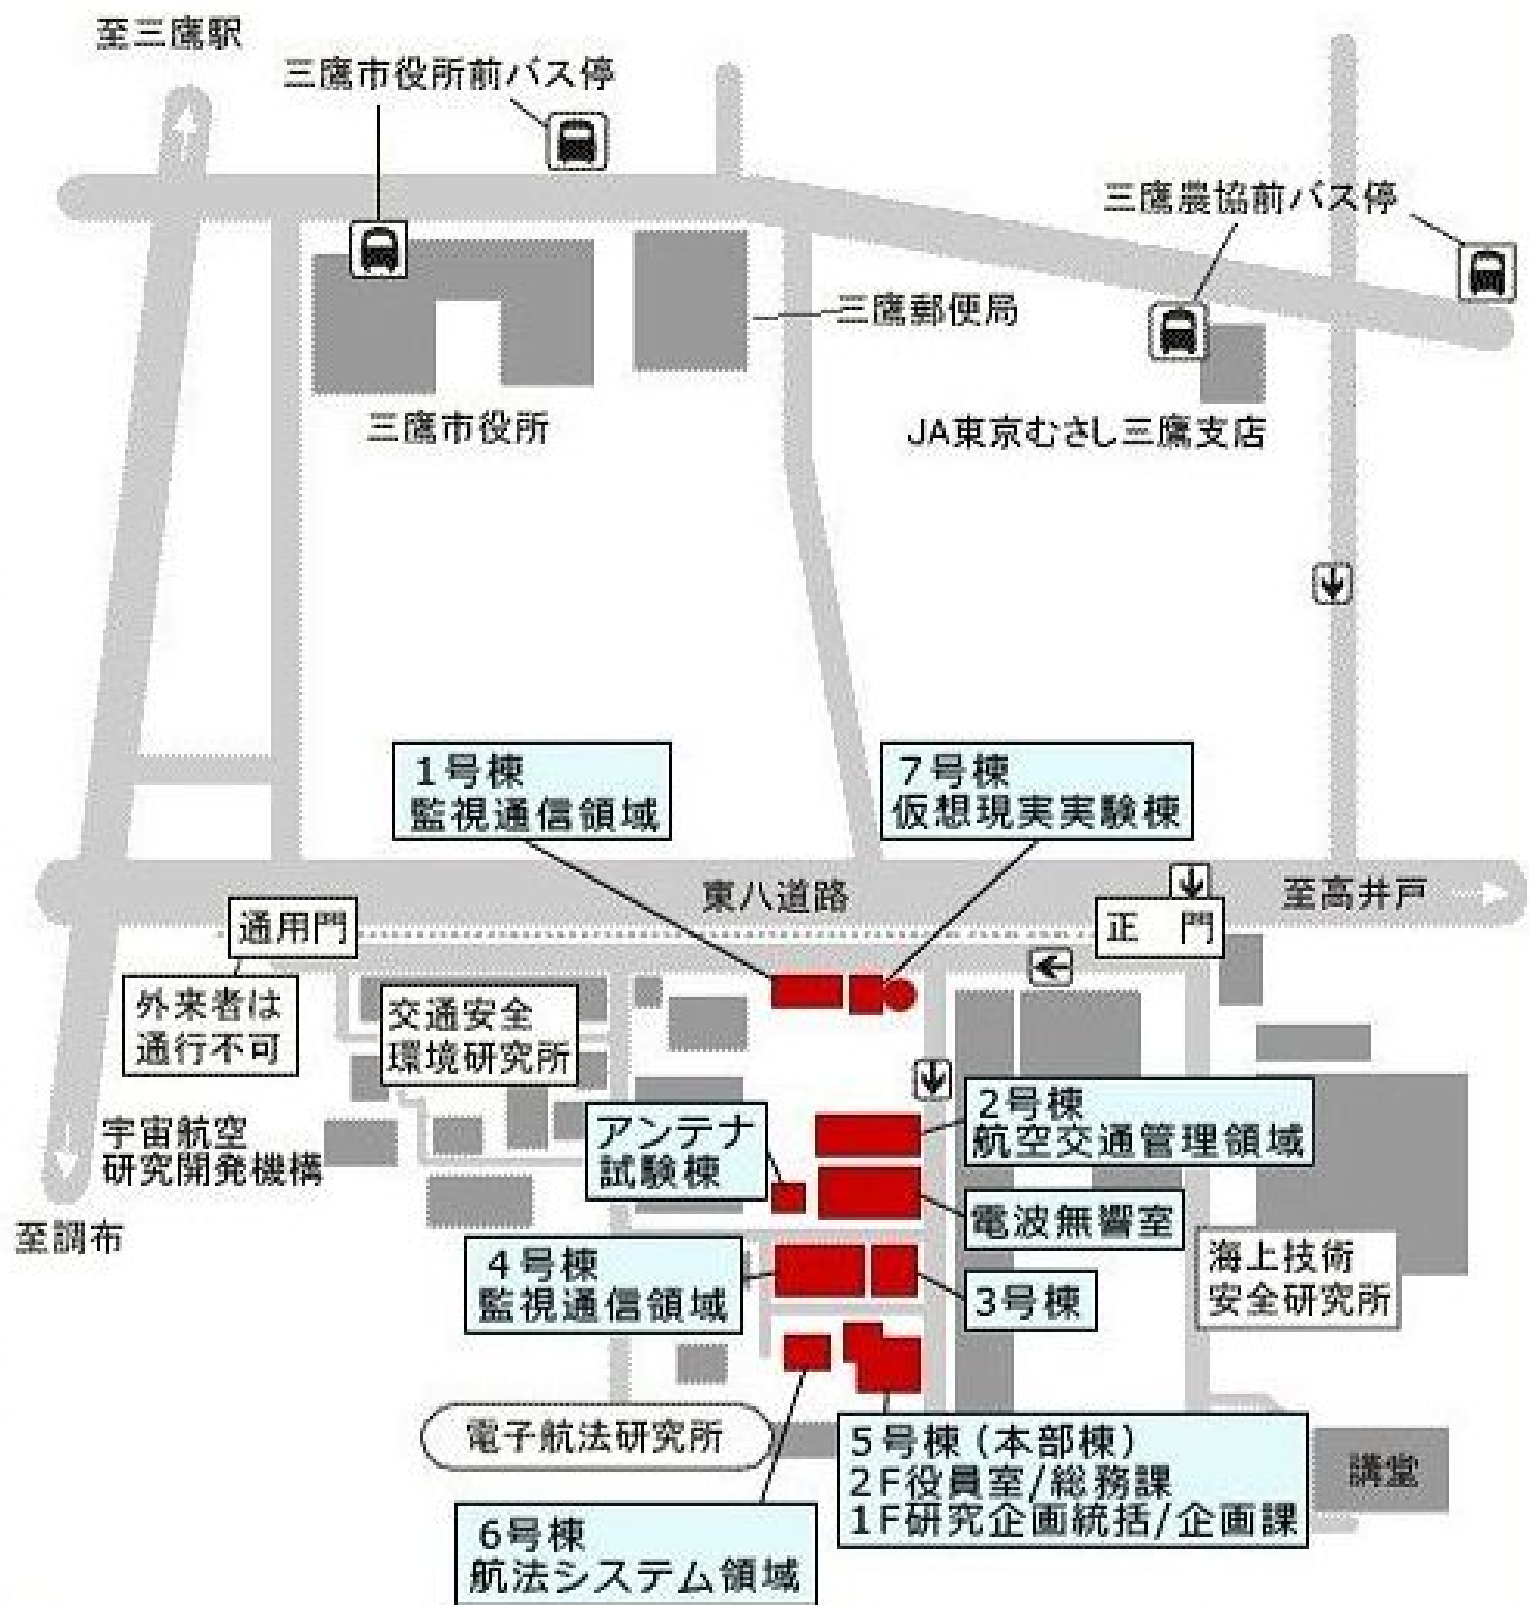 至三鷹駅
三鷹市役所前バス停
三鷹農協前バス停
三鷹郵便局
三鷹市役所
JA東京むさし三鷹支店
1号棟
監視通信領域
7号棟
仮想現実実験棟
東八道路
至高井戸
通用門
正 門
外来者は
通行不可
交通安全
環境研究所
2号棟
航空交通管理領域
宇宙航空
研究開発機構
アンテナ
試験棟
電波無響室
至調布
4号棟
監視通信領域
海上技術
安全研究所
3号棟
電子航法研究所
5号棟(本部棟)
2F役員室/総務課
1F研究企画統括/企画課
講堂
6号棟
航法システム領域